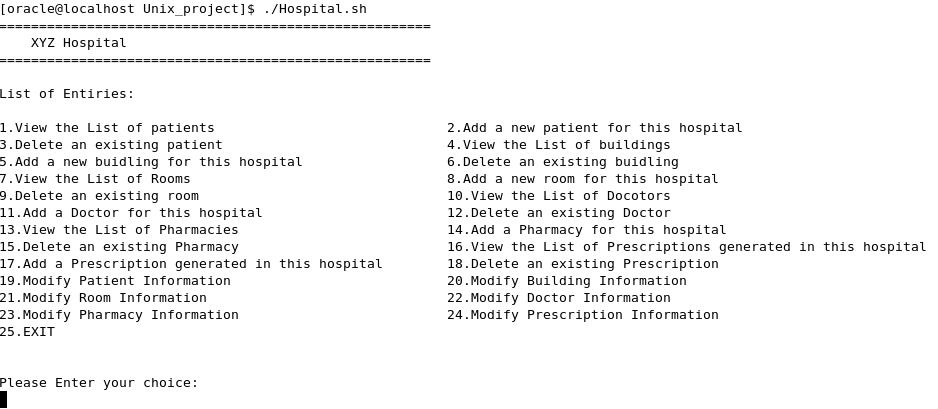 [oracle@localhost Unix_project]$ ./Hospital.sh
======================================================
XYZ Hospital
======================================================
List of Entiries:
1.View the List of patients 2.Add a new patient for this hospital
3.Delete an existing patient 4.View the List of buildings
5.Add a new buidling for this hospital 6.Delete an existing buidling
7.View the List of Rooms 8.Add a new room for this hospital
9.Delete an existing room 10.View the List of Docotors
11.Add a Doctor for this hospital 12.Delete an existing Doctor
13.View the List of Pharmacies 14.Add a Pharmacy for this hospital
15.Delete an existing Pharmacy 16.View the List of Prescriptions generated in this hospital
17.Add a Prescription generated in this hospital 18.Delete an existing Prescription
19.Modify Patient Information 20.Modify Building Information
21.Modify Room Information 22.Modify Doctor Information
23.Modify Pharmacy Information 24.Modify Prescription Information
25.EXIT
Please Enter your choice: